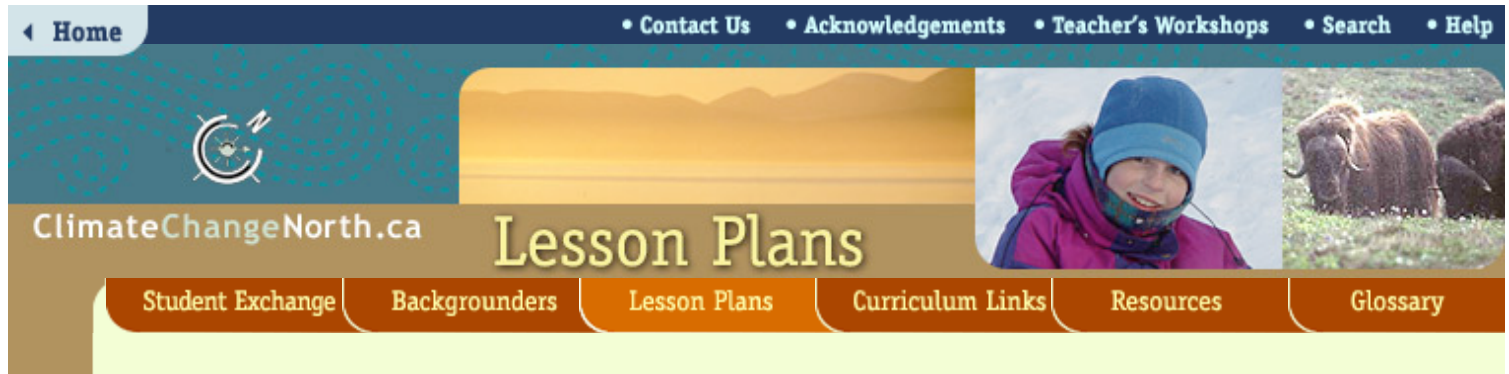 Home • Contact Us • Acknowledgements • Teacher's Workshops • Search • Help
N
ClimateChangeNorth.ca
Lesson Plans
Student Exchange Backgrounders Lesson Plans Curriculum Links Resources Glossary